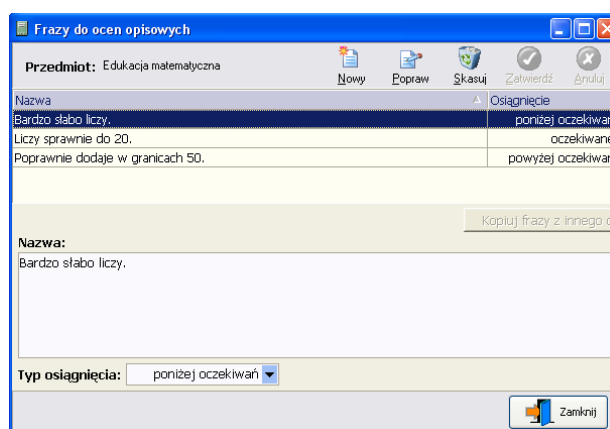 Frazy do ocen opisowych
Przedmiot: Edukacja matematyczna
Nowy Popraw Skasuj Zatwierdź Anuluj
Nazwa Osiągnięcie
Bardzo słabo liczy. poniżej oczekiwań
Liczy sprawnie do 20. oczekiwane
Poprawnie dodaje w granicach 50. powyżej oczekiwań
Kopiuj frazy z innego
Nazwa:
Bardzo słabo liczy.
Typ osiągnięcia: poniżej oczekiwań
Zamknij